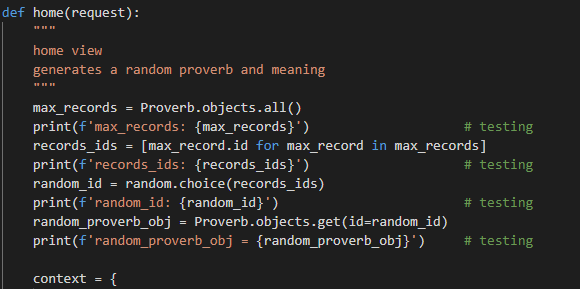 def home(request):
    """
    home view
    generates a random proverb and meaning
    """
    max_records = Proverb.objects.all()
    print(f'max_records: {max_records}')                    # testing
    records_ids = [max_record.id for max_record in max_records]
    print(f'records_ids: {records_ids}')                    # testing
    random_id = random.choice(records_ids)
    print(f'random_id: {random_id}')                        # testing
    random_proverb_obj = Proverb.objects.get(id=random_id)
    print(f'random_proverb_obj = {random_proverb_obj}')     # testing

    context = {